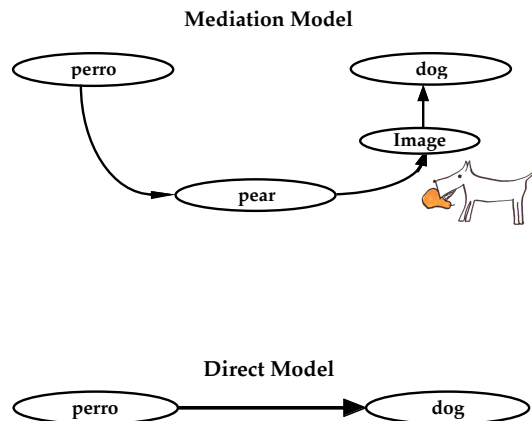 Mediation Model
perro
dog
Image
pear
Direct Model
perro
dog